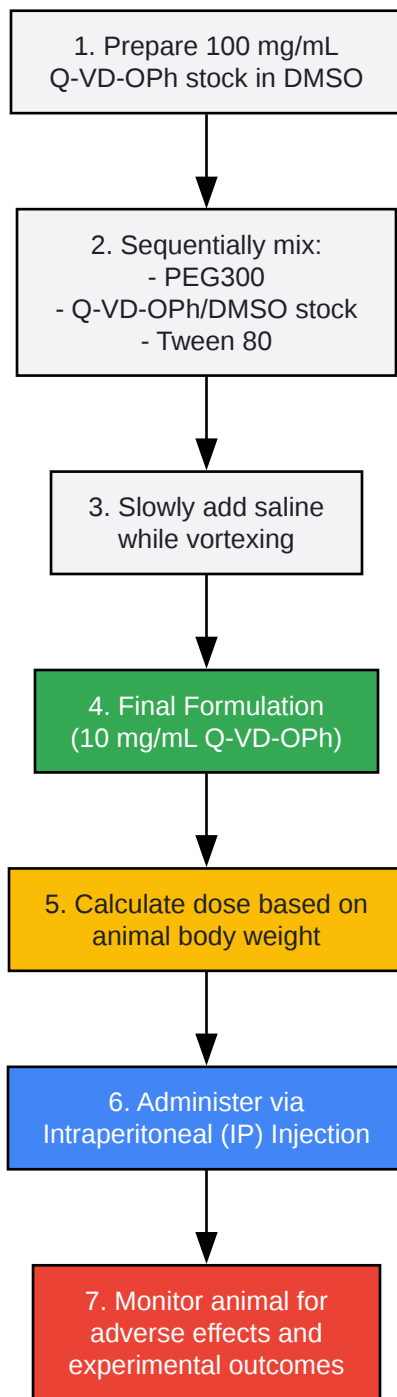 1. Prepare 100 mg/mL
Q-VD-OPh stock in DMSO
2. Sequentially mix:
- PEG300
- Q-VD-OPh/DMSO stock
- Tween 80
3. Slowly add saline
while vortexing
4. Final Formulation
(10 mg/mL Q-VD-OPh)
5. Calculate dose based on
animal body weight
6. Administer via
Intraperitoneal (IP) Injection
7. Monitor animal for
adverse effects and
experimental outcomes